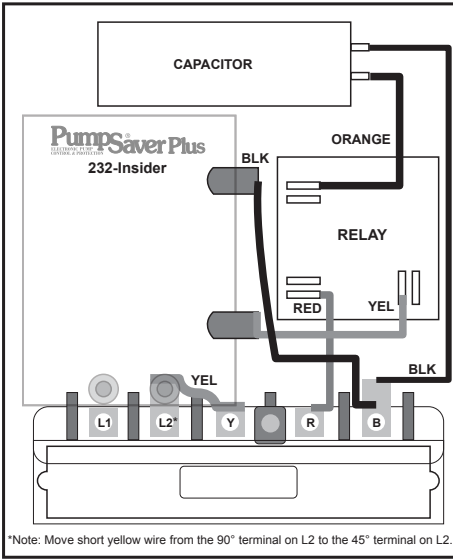 CAPACITOR
PumpSaver®Plus
ELECTRONIC PUMP
CONTROL & PROTECTION
232-Insider
BLK
ORANGE
RELAY
RED
YEL
BLK
YEL
L1
L2*
Y
R
B
*Note: Move short yellow wire from the 90° terminal on L2 to the 45° terminal on L2.